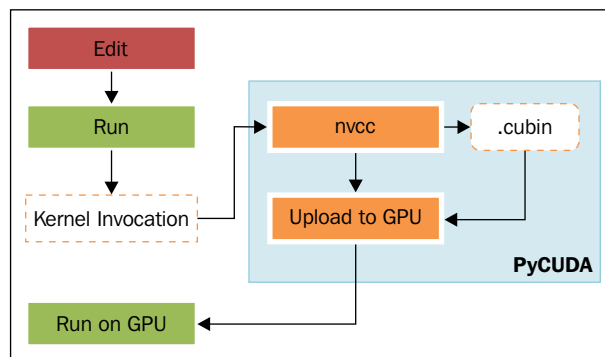 Edit
Run
nvcc
.cubin
Kernel Invocation
Upload to GPU
PyCUDA
Run on GPU